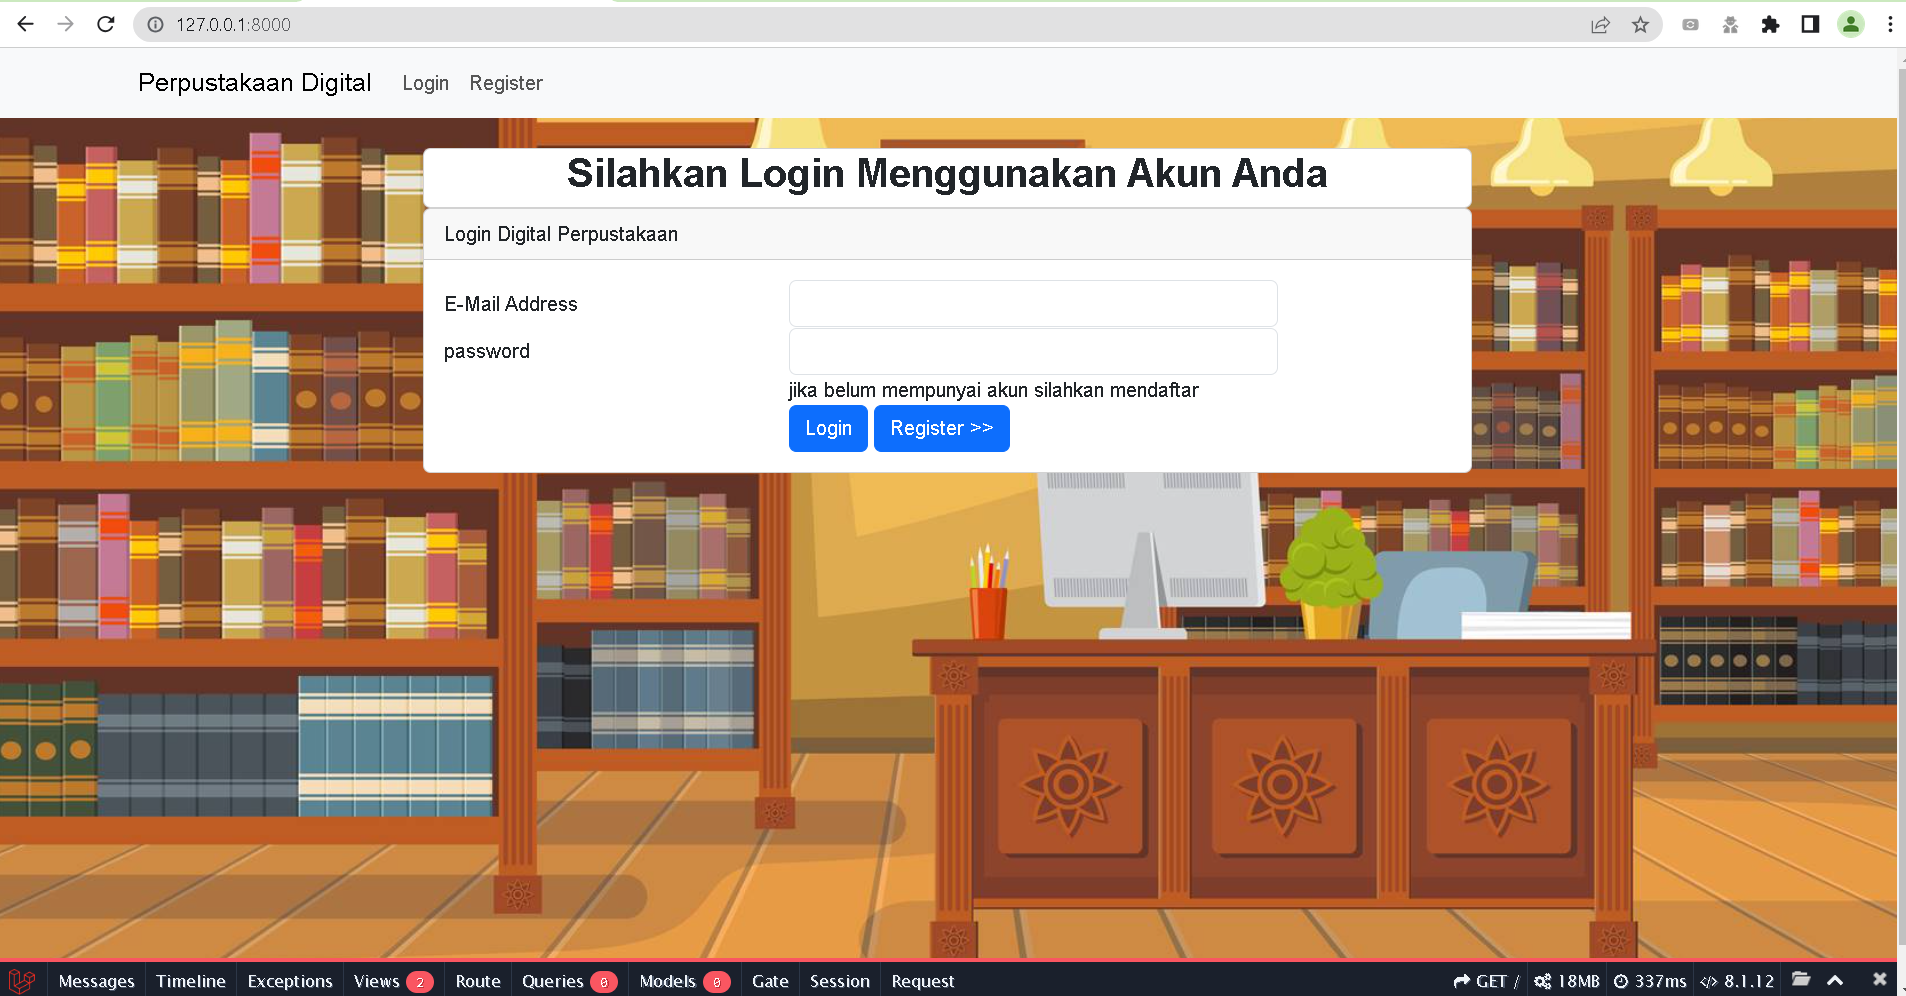 127.0.0.1:8000
Perpustakaan Digital Login Register
Silahkan Login Menggunakan Akun Anda
Login Digital Perpustakaan
E-Mail Address
password
jika belum mempunyai akun silahkan mendaftar
Login Register >>
Messages Timeline Exceptions Views 2 Route Queries 0 Models 0 Gate Session Request GET / 18MB 337ms </> 8.1.12